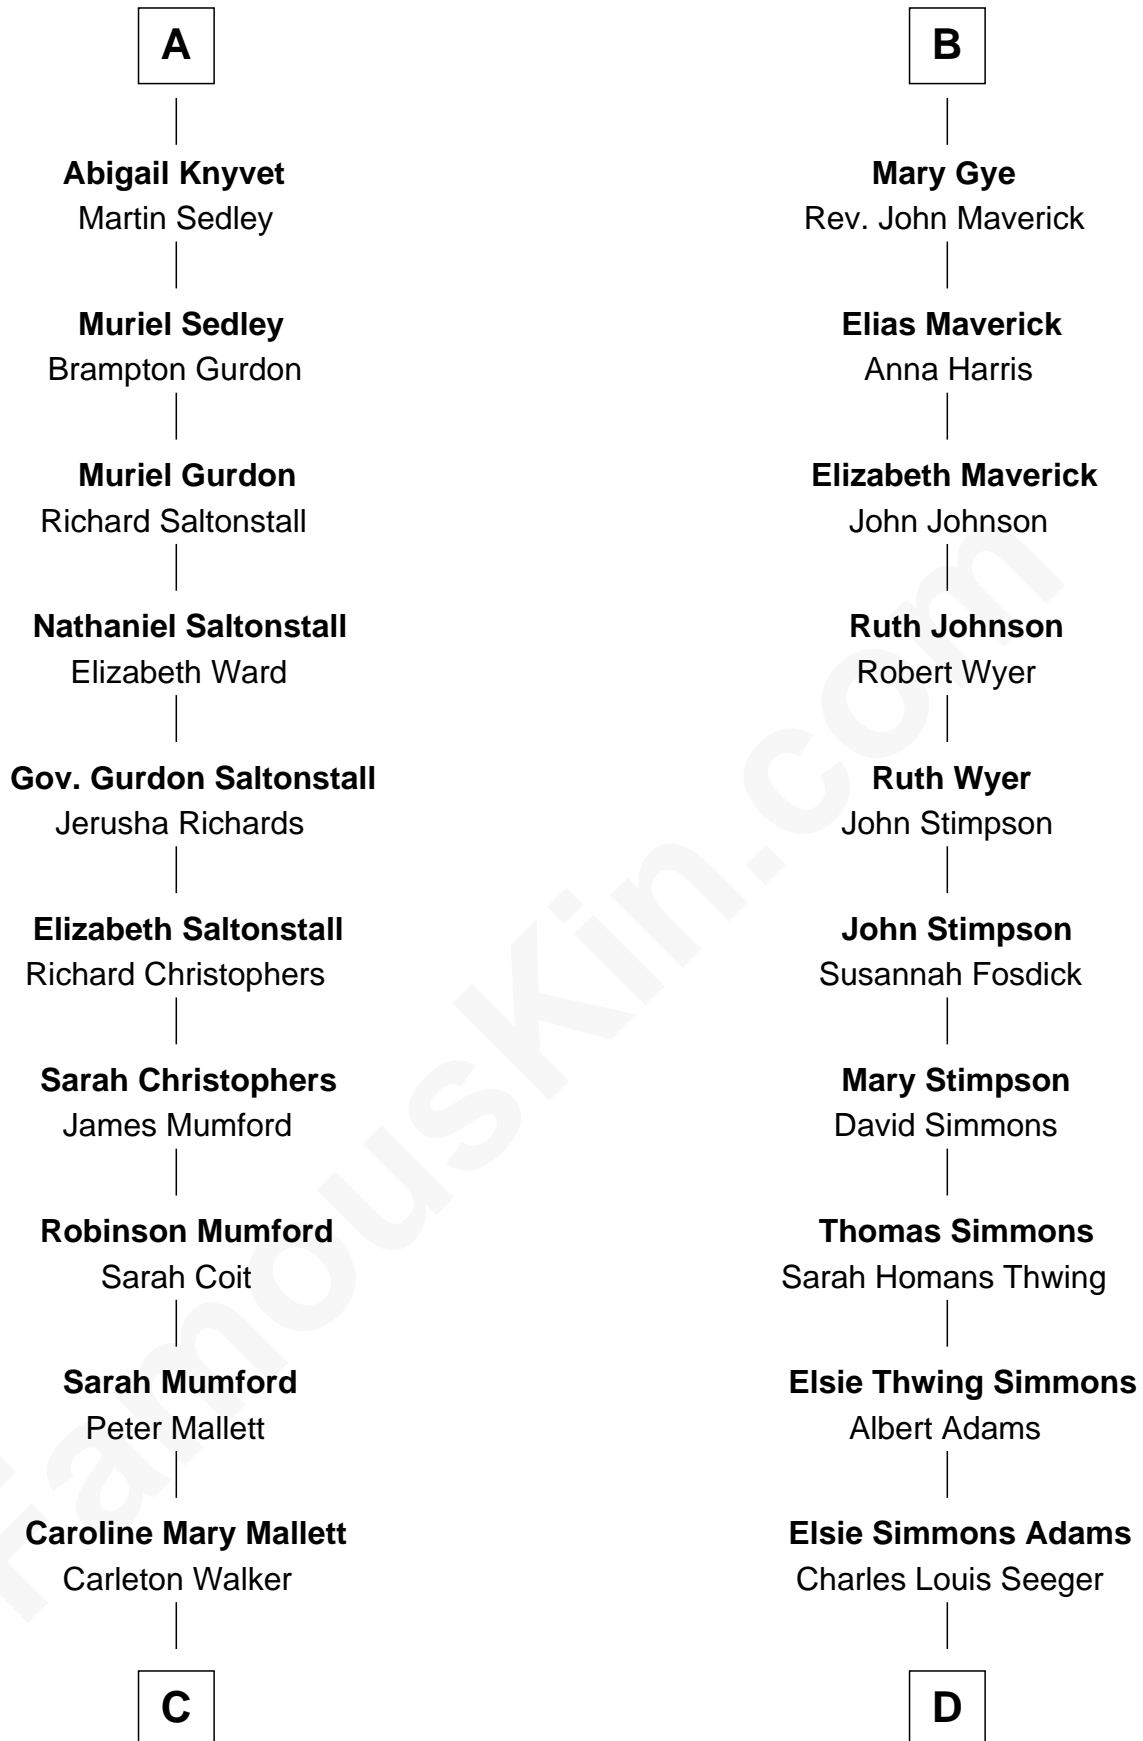 A
Abigail Knyvet
Martin Sedley
Muriel Sedley
Brampton Gurdon
Muriel Gurdon
Richard Saltonstall
Nathaniel Saltonstall
Elizabeth Ward
Gov. Gurdon Saltonstall
Jerusha Richards
Elizabeth Saltonstall
Richard Christophers
Sarah Christophers
James Mumford
Robinson Mumford
Sarah Coit
Sarah Mumford
Peter Mallett
Caroline Mary Mallett
Carleton Walker
C
B
Mary Gye
Rev. John Maverick
Elias Maverick
Anna Harris
Elizabeth Maverick
John Johnson
Ruth Johnson
Robert Wyer
Ruth Wyer
John Stimpson
John Stimpson
Susannah Fosdick
Mary Stimpson
David Simmons
Thomas Simmons
Sarah Homans Thwing
Elsie Thwing Simmons
Albert Adams
Elsie Simmons Adams
Charles Louis Seeger
D
FamousKin.com